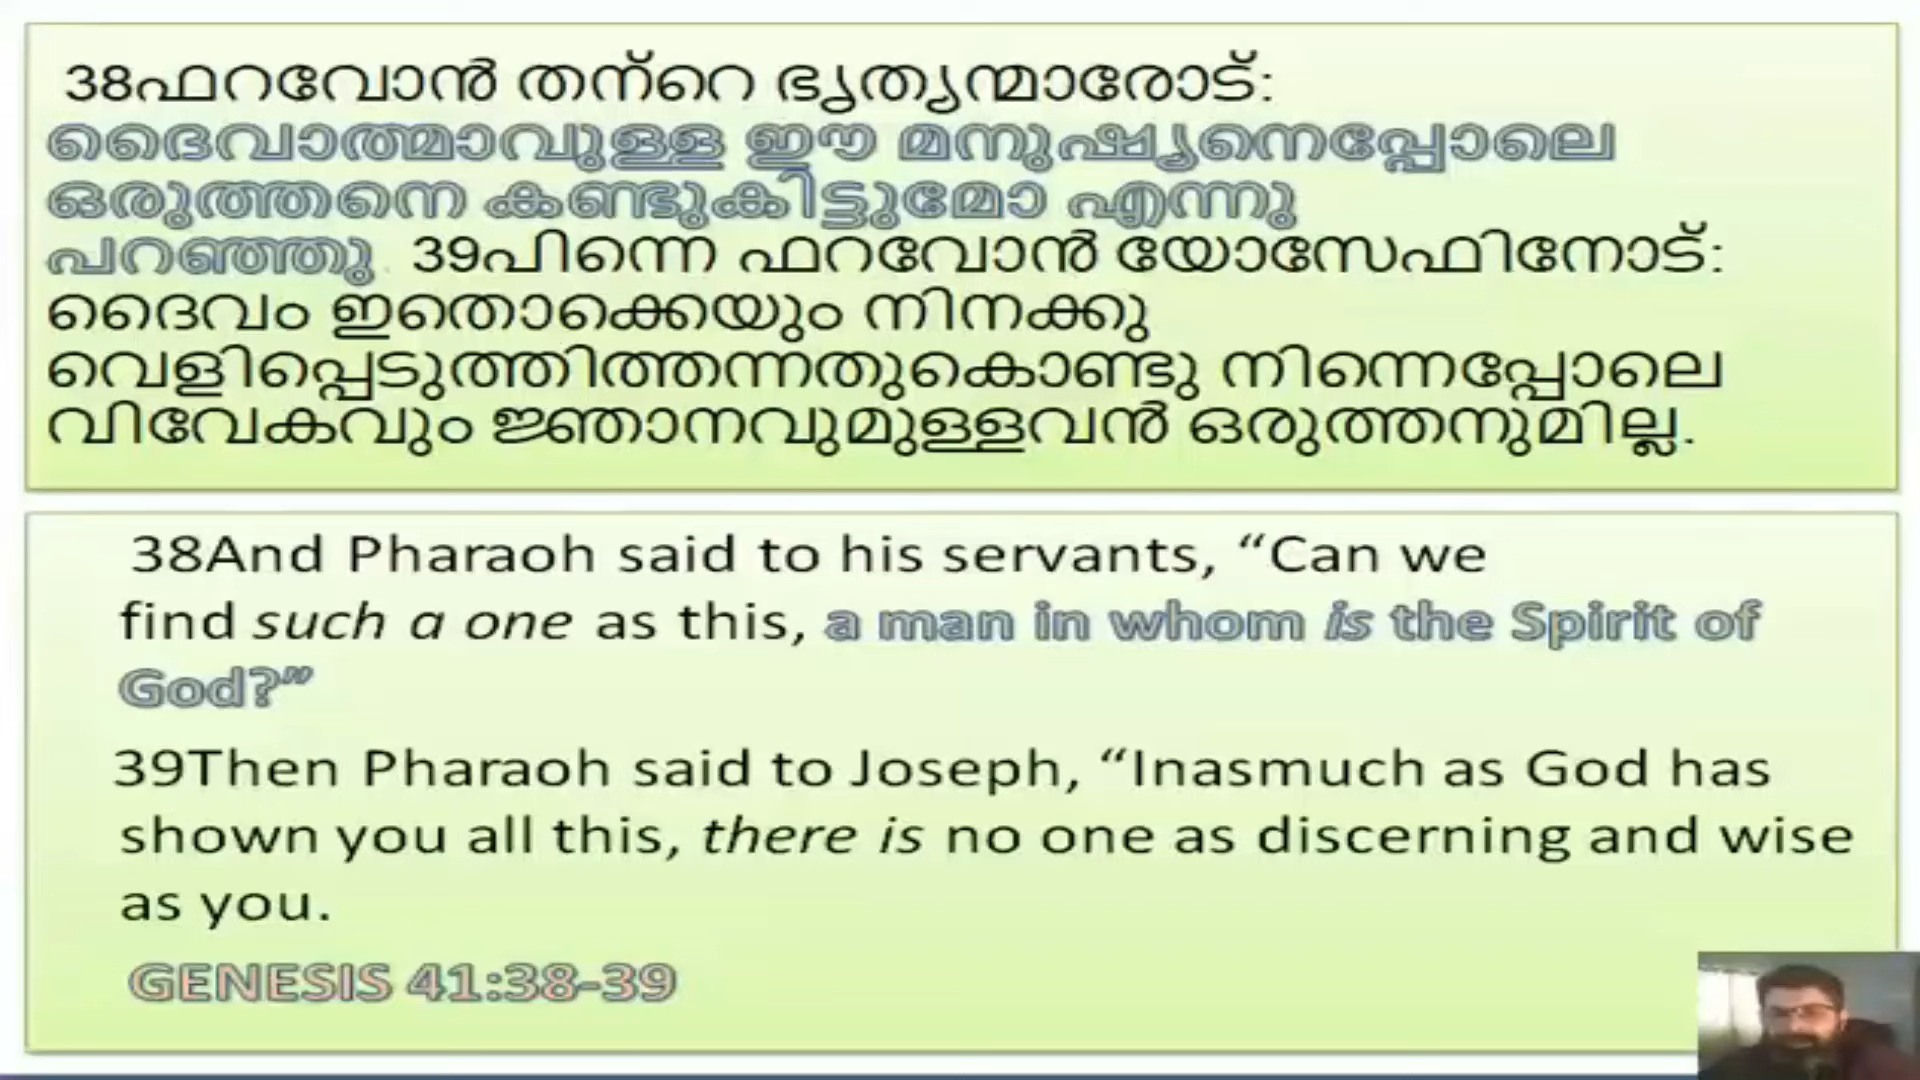 38ഫറവോൻ തന്റെ ഭൃത്യന്മാരോട്:
ദൈവാത്മാവുള്ള ഈ മനുഷ്യനെപ്പോലെ
ഒരുത്തനെ കണ്ടുകിട്ടുമോ എന്നു
പറഞ്ഞു. 39പിന്നെ ഫറവോൻ യോസേഫിനോട്:
ദൈവം ഇതൊക്കെയും നിനക്കു
വെളിപ്പെടുത്തിത്തന്നതുകൊണ്ടു നിന്നെപ്പോലെ
വിവേകവും ജ്ഞാനവുമുള്ളവൻ ഒരുത്തനുമില്ല.
38And Pharaoh said to his servants, “Can we
find such a one as this, a man in whom is the Spirit of
God?”
39Then Pharaoh said to Joseph, “Inasmuch as God has
shown you all this, there is no one as discerning and wise
as you.
GENESIS 41:38-39